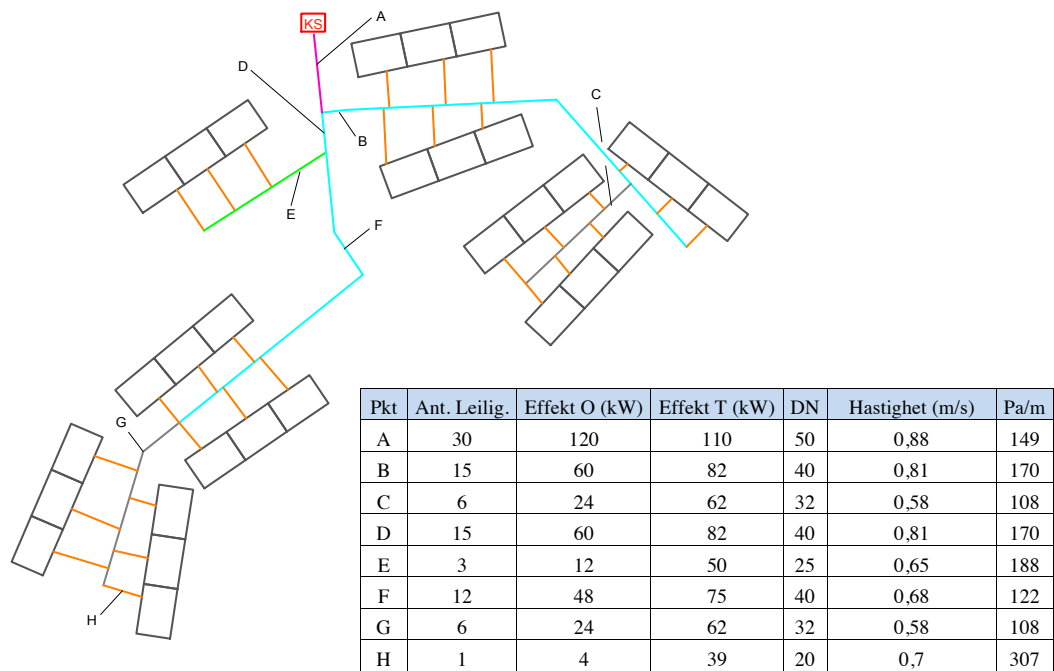 KS
A
D
C
B
E
F
G
H
Pkt Ant. Leilig. Effekt O (kW) Effekt T (kW) DN Hastighet (m/s) Pa/m
A 30 120 110 50 0,88 149
B 15 60 82 40 0,81 170
C 6 24 62 32 0,58 108
D 15 60 82 40 0,81 170
E 3 12 50 25 0,65 188
F 12 48 75 40 0,68 122
G 6 24 62 32 0,58 108
H 1 4 39 20 0,7 307